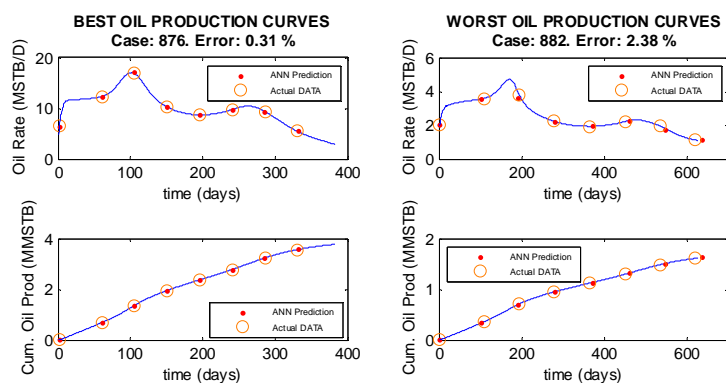 BEST OIL PRODUCTION CURVES
Case: 876. Error: 0.31 %
Oil Rate (MSTB/D)
20
10
0
ANN Prediction
Actual DATA
0 100 200 300 400
time (days)
WORST OIL PRODUCTION CURVES
Case: 882. Error: 2.38 %
Oil Rate (MSTB/D)
6
4
2
0
ANN Prediction
Actual DATA
0 200 400 600
time (days)
Cum. Oil Prod (MMSTB)
4
2
0
ANN Prediction
Actual DATA
0 100 200 300 400
time (days)
Cum. Oil Prod (MMSTB)
2
1
0
ANN Prediction
Actual DATA
0 200 400 600
time (days)